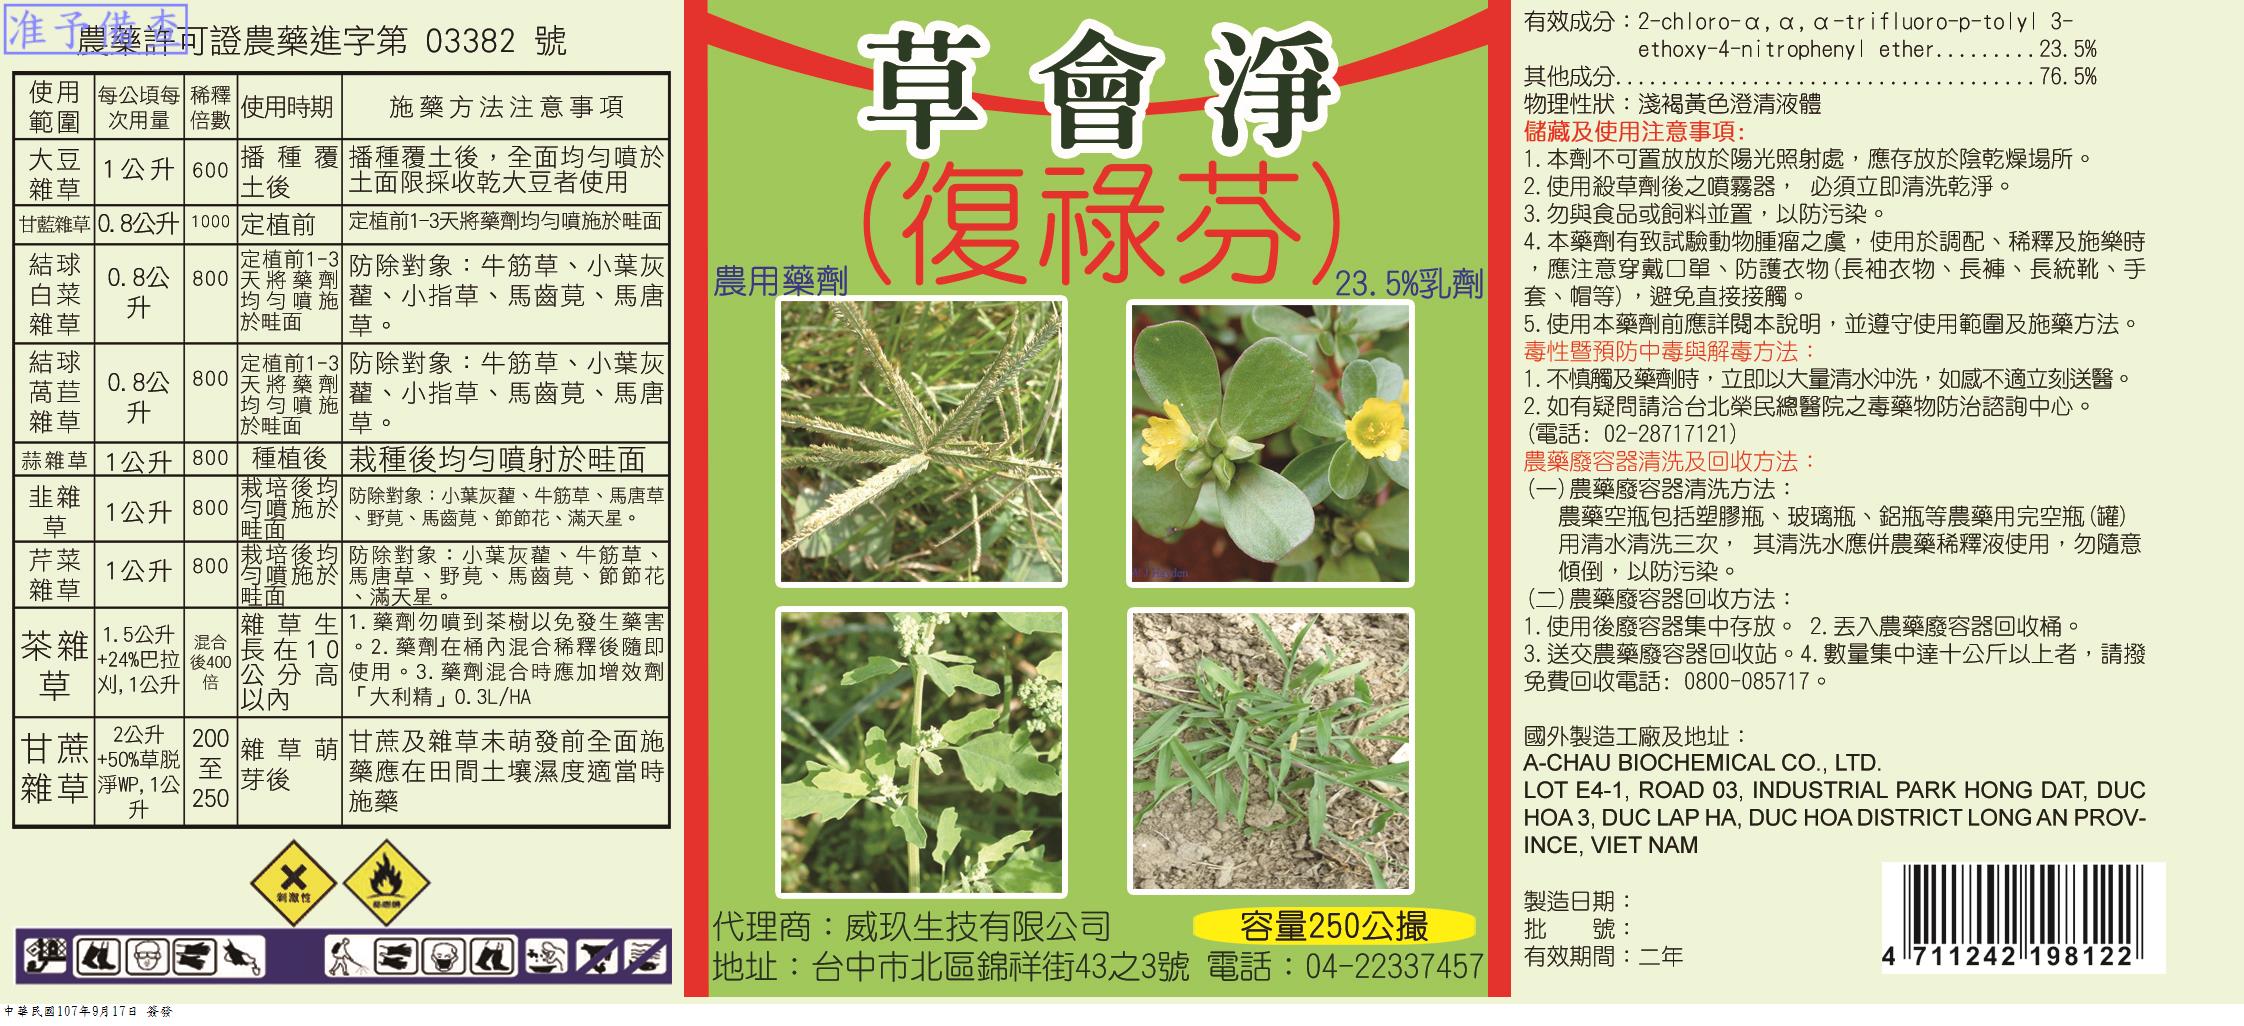 准予備查
農藥許可證農藥進字第 03382 號
使用範圍 每公頃每次用量 稀釋倍數 使用時期 施藥方法注意事項
大豆雜草 1公升 600 播種覆土後 播種覆土後，全面均勻噴於土面限採收乾大豆者使用
甘藍雜草 0.8公升 1000 定植前 定植前1-3天將藥劑均勻噴施於畦面
結球白菜雜草 0.8公升 800 定植前1-3天將藥劑均勻噴施於畦面 防除對象：牛筋草、小葉灰藋、小指草、馬齒莧、馬唐草。
結球萵苣雜草 0.8公升 800 定植前1-3天將藥劑均勻噴施於畦面 防除對象：牛筋草、小葉灰藋、小指草、馬齒莧、馬唐草。
蒜雜草 1公升 800 種植後 栽種後均勻噴射於畦面
韭雜草 1公升 800 栽培後均勻噴施於畦面 防除對象：小葉灰藋、牛筋草、馬唐草、野莧、馬齒莧、節節花、滿天星。
芹菜雜草 1公升 800 栽培後均勻噴施於畦面 防除對象：小葉灰藋、牛筋草、馬唐草、野莧、馬齒莧、節節花、滿天星。
茶雜草 1.5公升+24%巴拉刈,1公升 混合後400倍 雜草生長在10公分高以內 1.藥劑勿噴到茶樹以免發生藥害。2.藥劑在桶內混合稀釋後隨即使用。3.藥劑混合時應加增效劑「大利精」0.3L/HA
甘蔗雜草 2公升+50%草脱淨WP,1公升 200至250 雜草萌芽後 甘蔗及雜草未萌發前全面施藥應在田間土壤濕度適當時施藥
刺激性
中華民國107年9月17日 簽發
草會淨
(復祿芬)
農用藥劑
23.5%乳劑
W J Hayden
代理商：威玖生技有限公司
容量250公撮
地址：台中市北區錦祥街43之3號 電話：04-22337457
有效成分：2-chloro-α,α,α-trifluoro-p-tolyl 3-
ethoxy-4-nitrophenyl ether.........23.5%
其他成分.....................................76.5%
物理性狀：淺褐黃色澄清液體
儲藏及使用注意事項:
1.本劑不可置放放於陽光照射處，應存放於陰乾燥場所。
2.使用殺草劑後之噴霧器， 必須立即清洗乾淨。
3.勿與食品或飼料並置，以防污染。
4.本藥劑有致試驗動物腫瘤之虞，使用於調配、稀釋及施樂時
，應注意穿戴口單、防護衣物(長袖衣物、長褲、長統靴、手
套、帽等)，避免直接接觸。
5.使用本藥劑前應詳閱本說明，並遵守使用範圍及施藥方法。
毒性暨預防中毒與解毒方法：
1.不慎觸及藥劑時，立即以大量清水沖洗，如感不適立刻送醫。
2.如有疑問請洽台北榮民總醫院之毒藥物防治諮詢中心。
(電話: 02-28717121)
農藥廢容器清洗及回收方法：
(一)農藥廢容器清洗方法：
農藥空瓶包括塑膠瓶、玻璃瓶、鋁瓶等農藥用完空瓶(罐)
用清水清洗三次， 其清洗水應併農藥稀釋液使用，勿隨意
傾倒，以防污染。
(二)農藥廢容器回收方法：
1.使用後廢容器集中存放。 2.丟入農藥廢容器回收桶。
3.送交農藥廢容器回收站。4.數量集中達十公斤以上者，請撥
免費回收電話: 0800-085717。
國外製造工廠及地址：
A-CHAU BIOCHEMICAL CO., LTD.
LOT E4-1, ROAD 03, INDUSTRIAL PARK HONG DAT, DUC
HOA 3, DUC LAP HA, DUC HOA DISTRICT LONG AN PROV-
INCE, VIET NAM
製造日期：
批　　號：
有效期間：二年
4 711242 198122